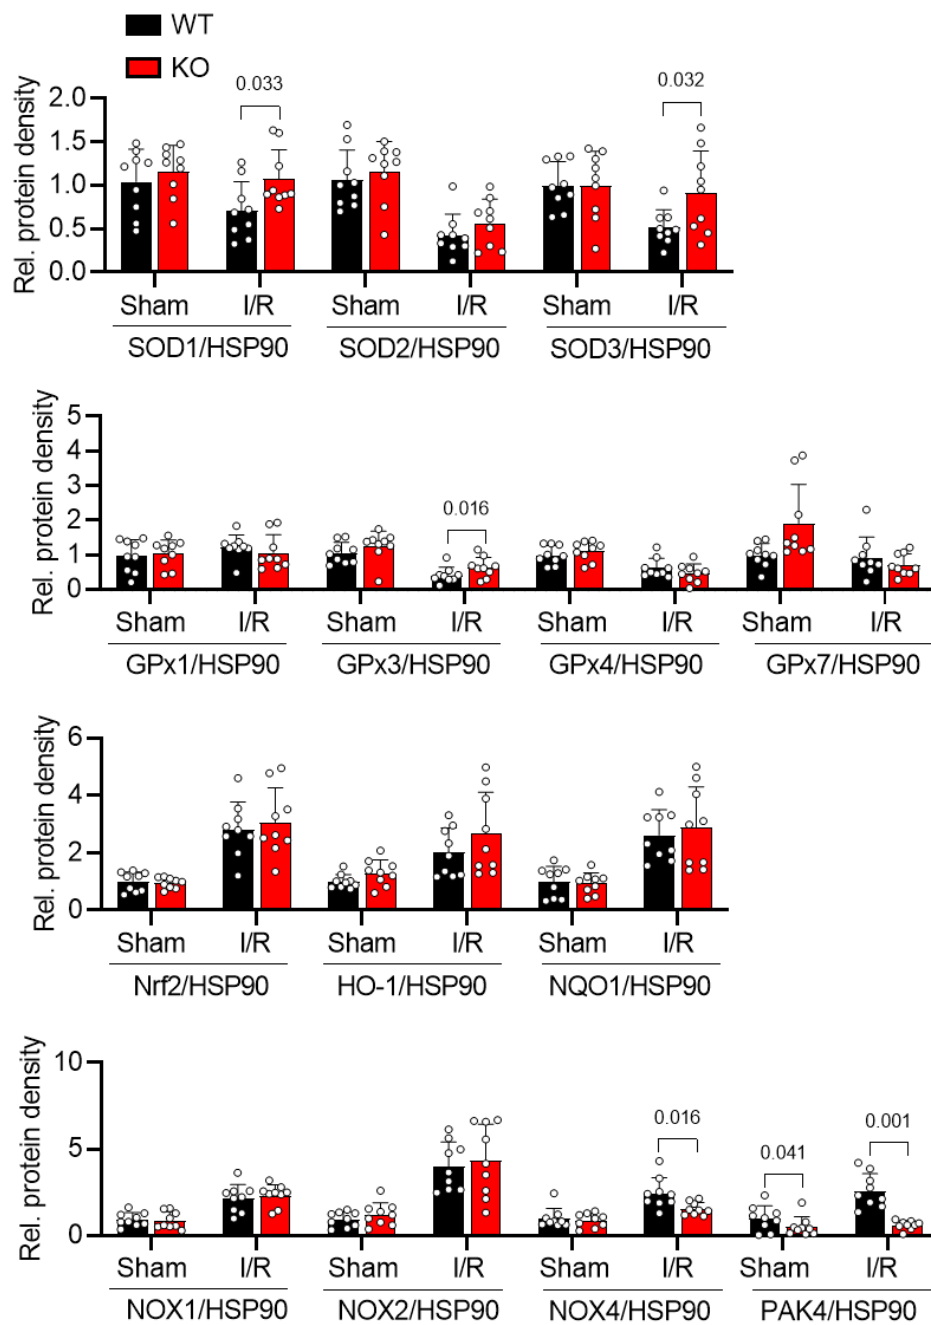 WT
KO
Rel. protein density
2.0
1.5
1.0
0.5
0.0
0.033
0.032
Sham I/R Sham I/R Sham I/R
SOD1/HSP90 SOD2/HSP90 SOD3/HSP90
Rel. protein density
5
4
3
2
1
0
0.016
Sham I/R Sham I/R Sham I/R Sham I/R
GPx1/HSP90 GPx3/HSP90 GPx4/HSP90 GPx7/HSP90
Rel. protein density
6
4
2
0
Sham I/R Sham I/R Sham I/R
Nrf2/HSP90 HO-1/HSP90 NQO1/HSP90
Rel. protein density
10
5
0
0.016
0.041
0.001
Sham I/R Sham I/R Sham I/R Sham I/R
NOX1/HSP90 NOX2/HSP90 NOX4/HSP90 PAK4/HSP90